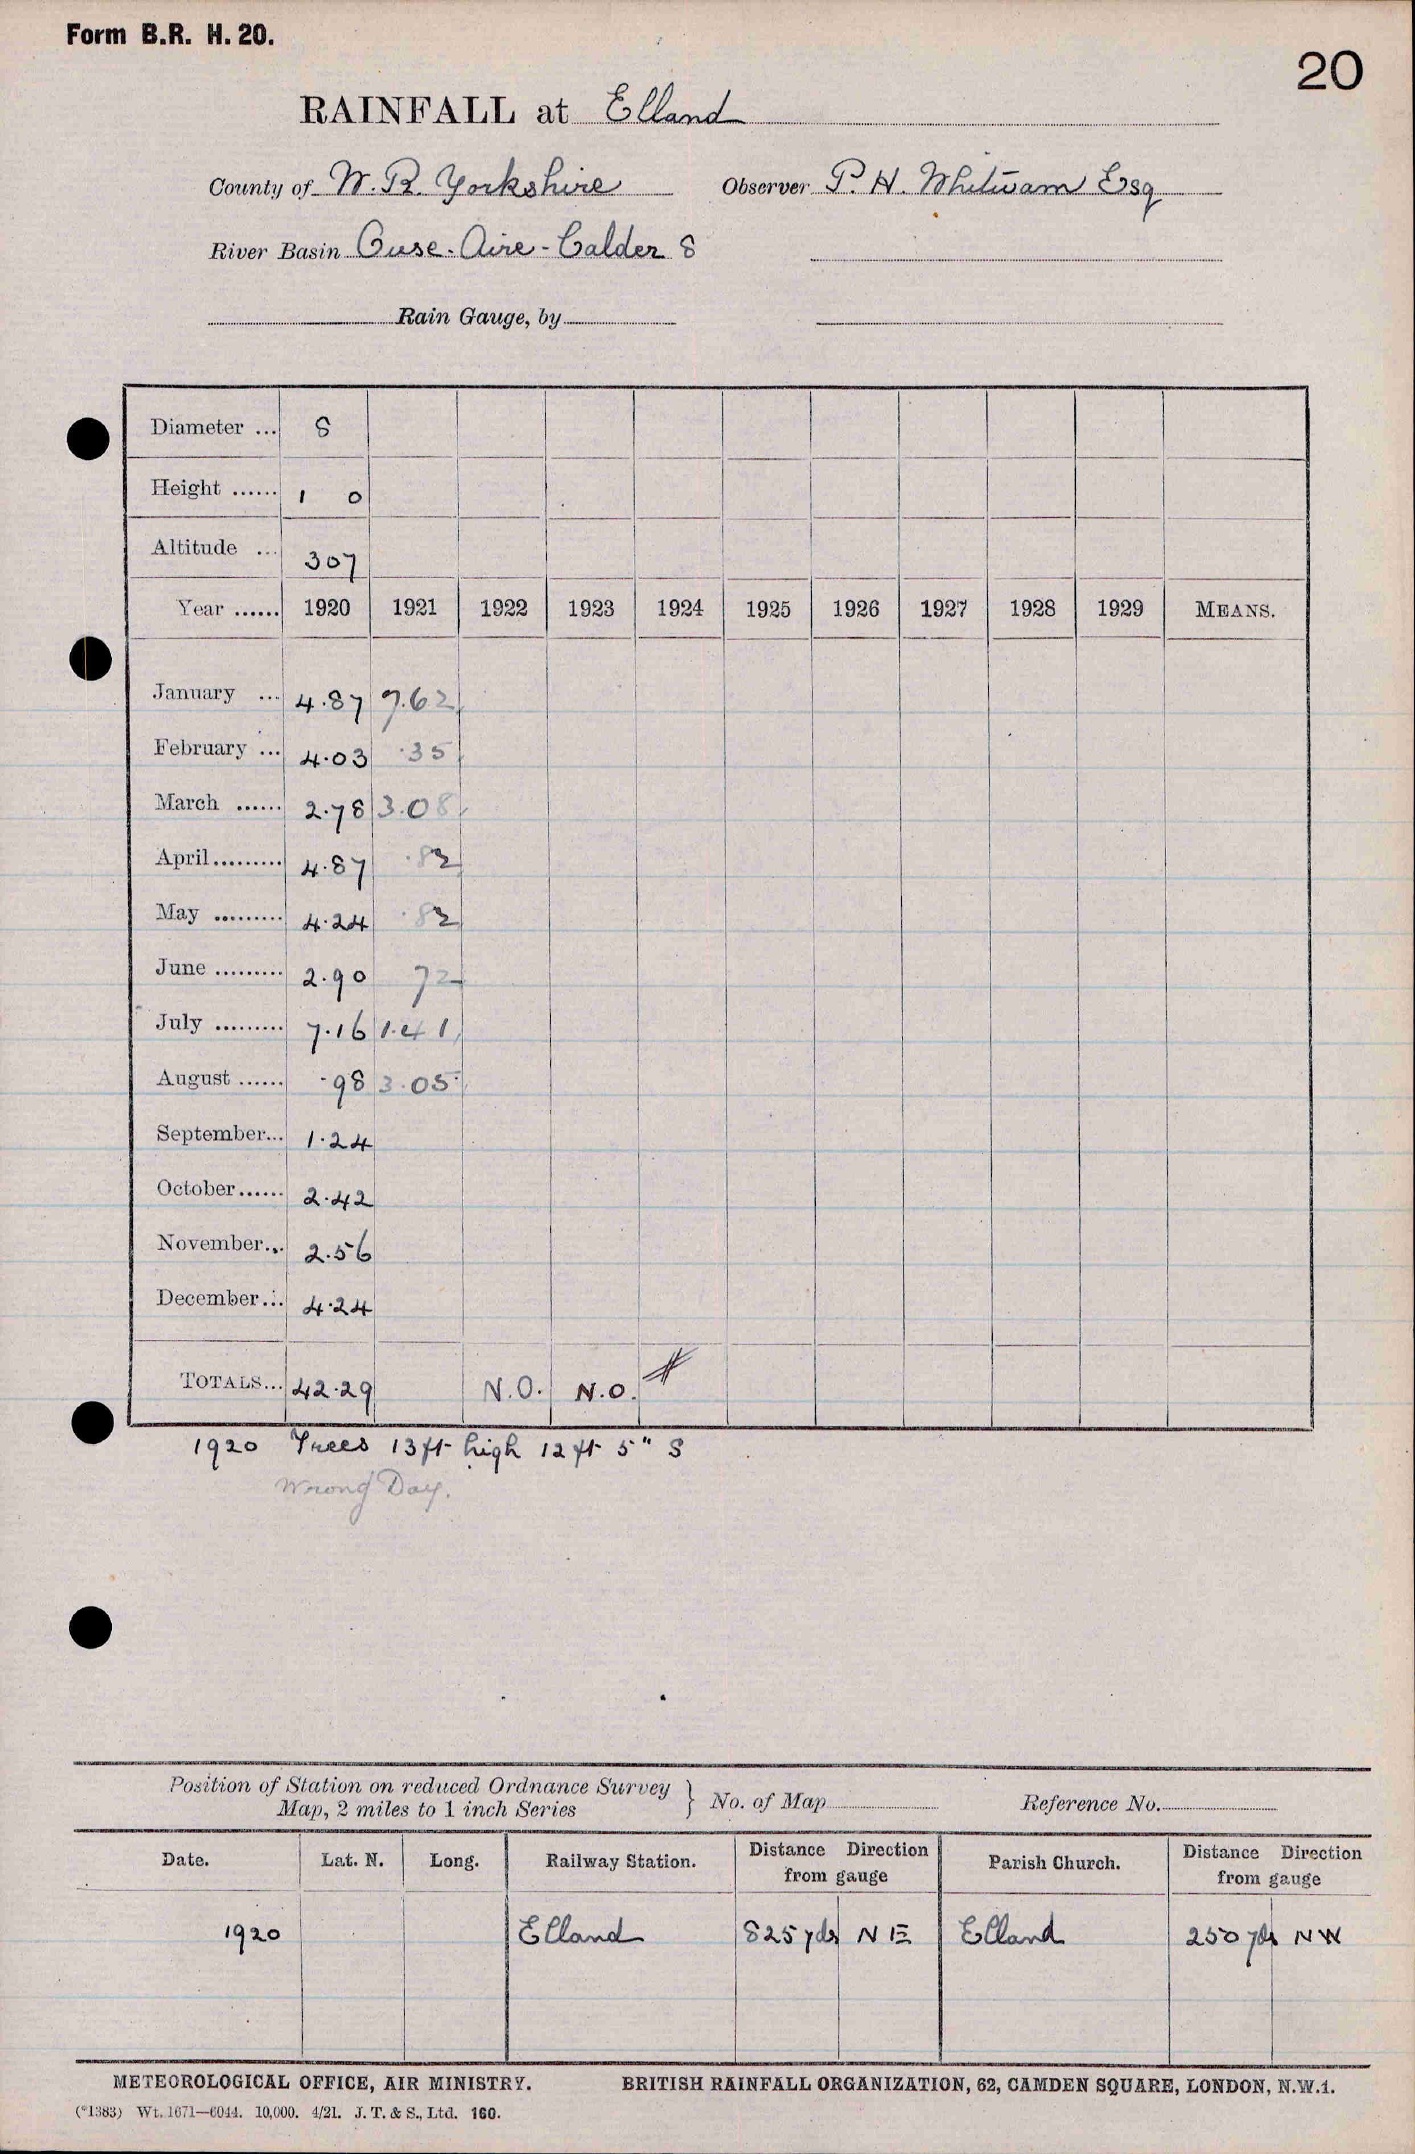 Form B.R. H. 20.
20
RAINFALL at Elland
County of W. R. Yorkshire Observer P. H. Whitwam Esq
River Basin Ouse - Aire - Calder 8
Rain Gauge, by
Diameter ... 8
Height ...... 1 0
Altitude ... 307
Year ...... 1920 1921 1922 1923 1924 1925 1926 1927 1928 1929 MEANS.
January ... 4.87 7.62
February ... 4.03 .35
March ...... 2.78 3.08
April......... 4.87 .82
May ......... 4.24 .82
June ......... 2.90 72
July ......... 7.16 1.41
August ...... .98 3.05
September... 1.24
October...... 2.42
November... 2.56
December... 4.24
TOTALS... 42.29 N.O. N.O.
1920 Trees 13 ft high 12 ft 5" S
Wrong Day.
Position of Station on reduced Ordnance Survey
Map, 2 miles to 1 inch Series } No. of Map Reference No.
Date. Lat. N. Long. Railway Station. Distance Direction from gauge Parish Church. Distance Direction from gauge
1920 Elland 825 yds N E Elland 250 yds N W
METEOROLOGICAL OFFICE, AIR MINISTRY. BRITISH RAINFALL ORGANIZATION, 62, CAMDEN SQUARE, LONDON, N.W.1.
(*1383) Wt. 1671—6044. 10,000. 4/21. J. T. & S., Ltd. 160.